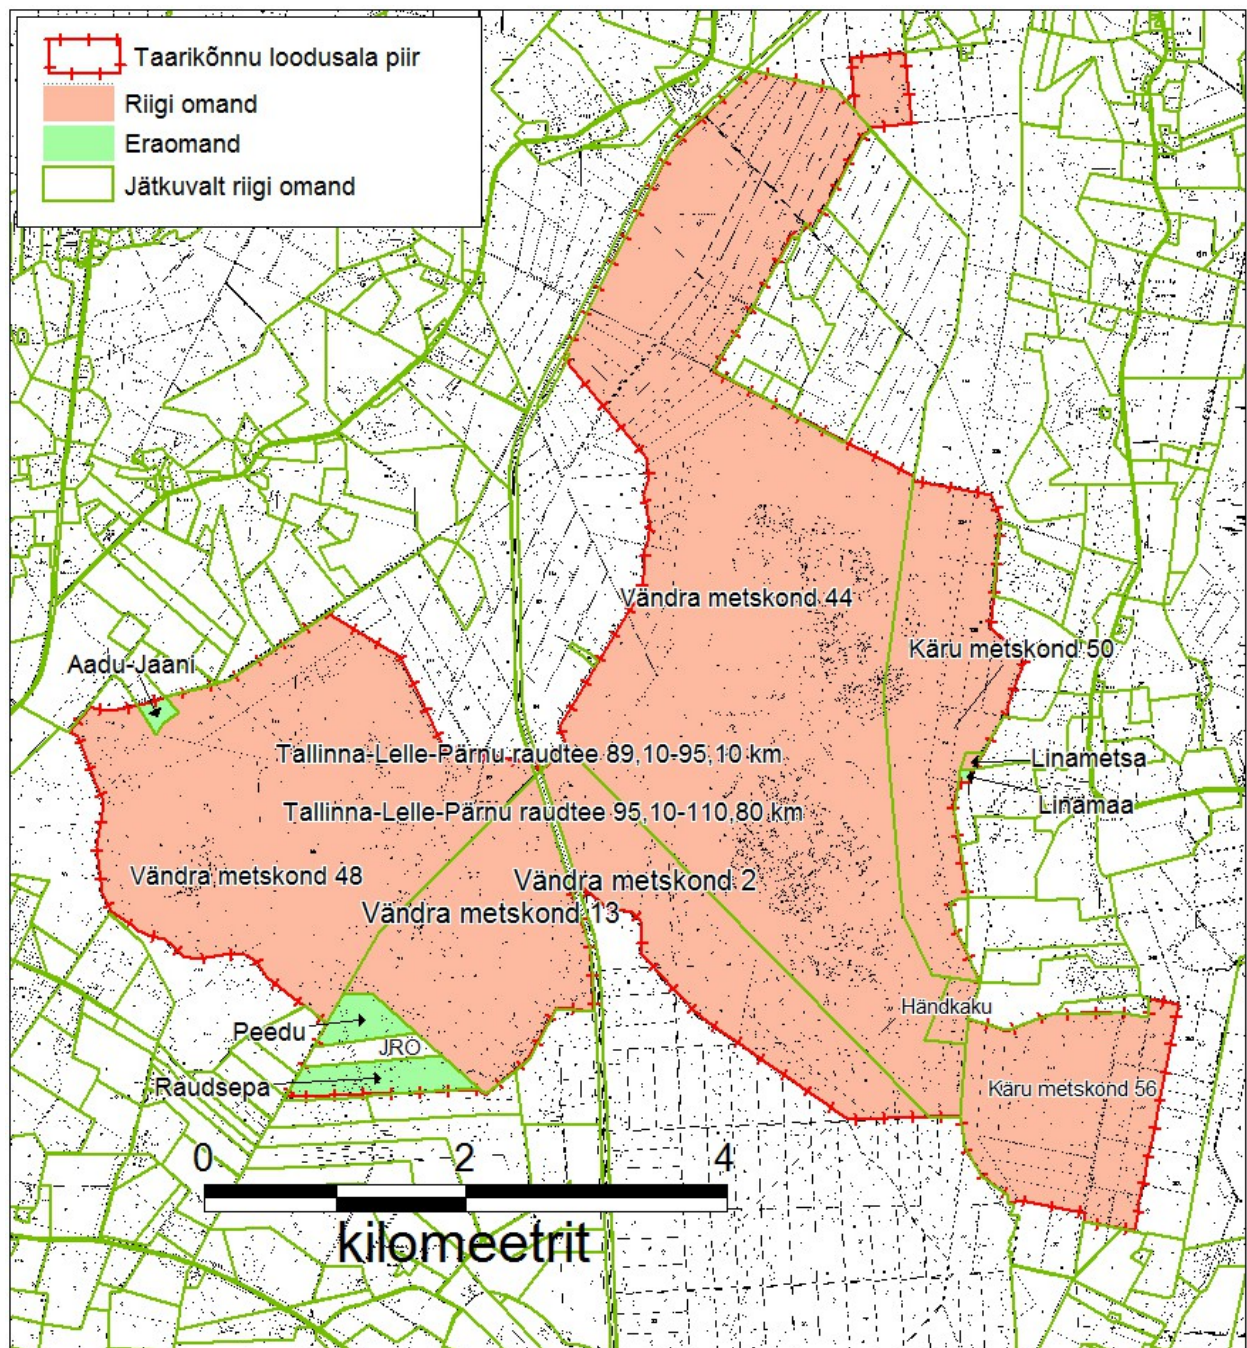 Taarikõnnu loodusala piir
Riigi omand
Eraomand
Jätkuvalt riigi omand
Vändra metskond 44
Käru metskond 50
Aadu-Jaani
Tallinna-Lelle-Pärnu raudtee 89,10-95,10 km
Linametsa
Linamaa
Tallinna-Lelle-Pärnu raudtee 95,10-110,80 km
Vändra metskond 48
Vändra metskond 2
Vändra metskond 13
Händkaku
Peedu
JRO
Raudsepa
Käru metskond 56
0 2 4
kilomeetrit